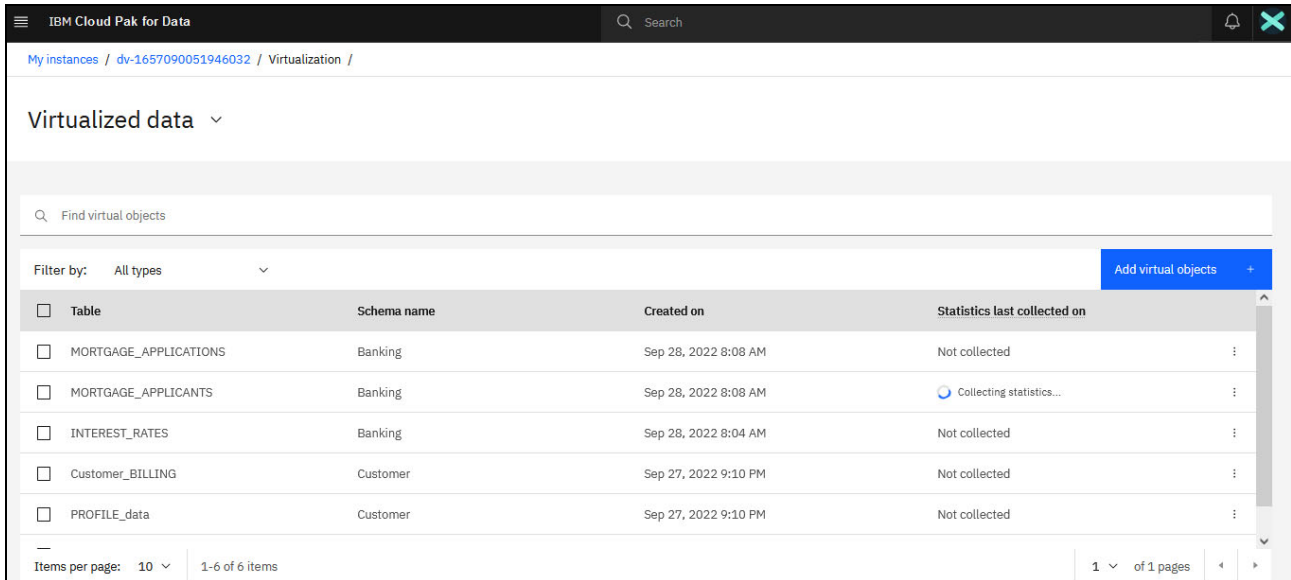 IBM Cloud Pak for Data Search
My instances / dv-1657090051946032 / Virtualization /
Virtualized data
Find virtual objects
Filter by: All types Add virtual objects +
Table Schema name Created on Statistics last collected on
MORTGAGE_APPLICATIONS Banking Sep 28, 2022 8:08 AM Not collected
MORTGAGE_APPLICANTS Banking Sep 28, 2022 8:08 AM Collecting statistics...
INTEREST_RATES Banking Sep 28, 2022 8:04 AM Not collected
Customer_BILLING Customer Sep 27, 2022 9:10 PM Not collected
PROFILE_data Customer Sep 27, 2022 9:10 PM Not collected
Items per page: 10 1-6 of 6 items 1 of 1 pages